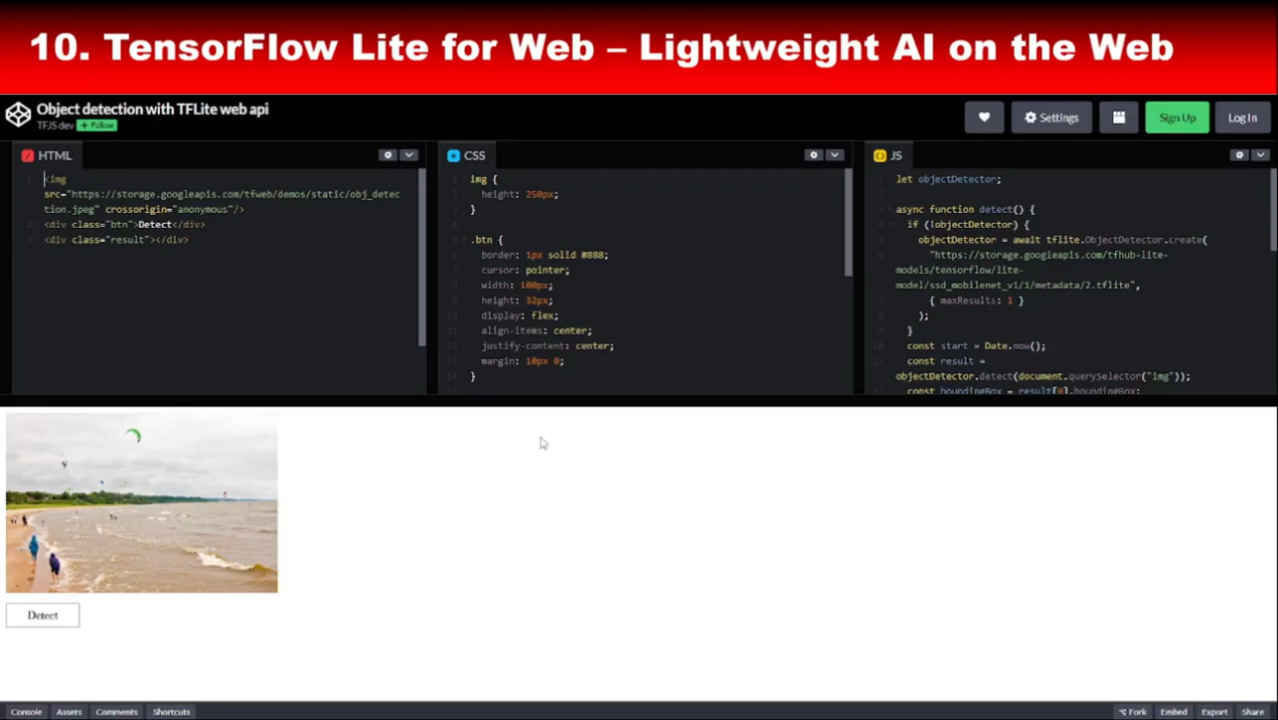 10. TensorFlow Lite for Web – Lightweight AI on the Web
Object detection with TFLite web api
TFJS dev + Follow
Settings
Sign Up
Log In
HTML
<img
src="https://storage.googleapis.com/tfweb/demos/static/obj_detec
tion.jpeg" crossorigin="anonymous"/>
<div class="btn">Detect</div>
<div class="result"></div>
CSS
img {
height: 250px;
}
.btn {
border: 1px solid #888;
cursor: pointer;
width: 100px;
height: 32px;
display: flex;
align-items: center;
justify-content: center;
margin: 10px 0;
}
JS
let objectDetector;
async function detect() {
if (!objectDetector) {
objectDetector = await tflite.ObjectDetector.create(
"https://storage.googleapis.com/tfhub-lite-
models/tensorflow/lite-
model/ssd_mobilenet_v1/1/metadata/2.tflite",
{ maxResults: 1 }
);
}
const start = Date.now();
const result =
objectDetector.detect(document.querySelector("img"));
const boundingBox = result[0].boundingBox;
Detect
Console Assets Comments Shortcuts
Fork Embed Export Share